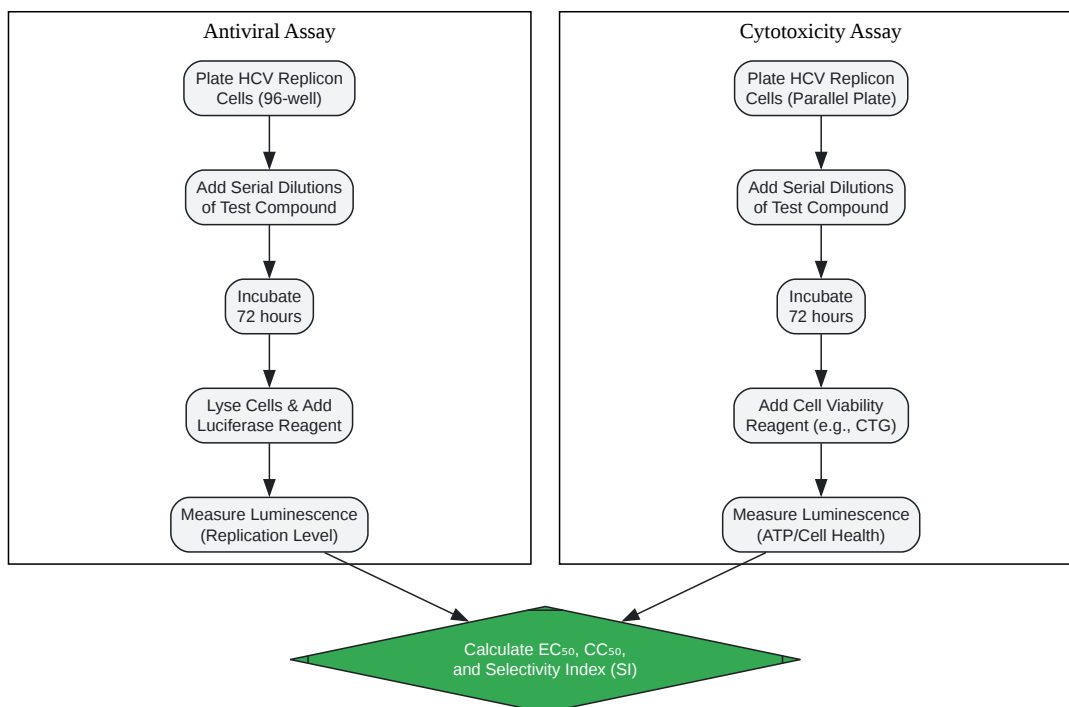 Antiviral Assay
Plate HCV Replicon
Cells (96-well)
Add Serial Dilutions
of Test Compound
Incubate
72 hours
Lyse Cells & Add
Luciferase Reagent
Measure Luminescence
(Replication Level)
Cytotoxicity Assay
Plate HCV Replicon
Cells (Parallel Plate)
Add Serial Dilutions
of Test Compound
Incubate
72 hours
Add Cell Viability
Reagent (e.g., CTG)
Measure Luminescence
(ATP/Cell Health)
Calculate EC₅₀, CC₅₀,
and Selectivity Index (SI)